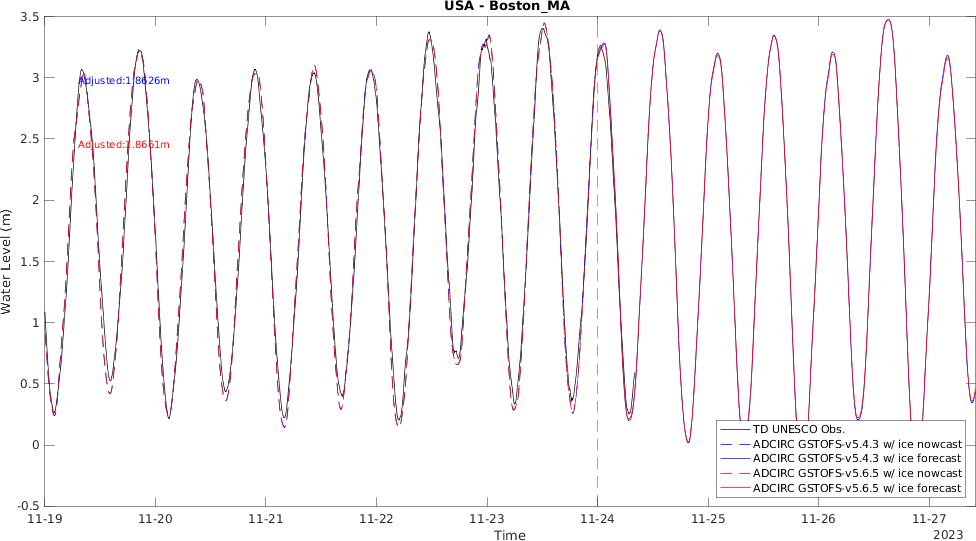 USA - Boston_MA
3.5
3
2.5
2
1.5
1
0.5
0
-0.5
Water Level (m)
Adjusted:1.8626m
Adjusted:1.8661m
TD UNESCO Obs.
ADCIRC GSTOFS-v5.4.3 w/ ice nowcast
ADCIRC GSTOFS-v5.4.3 w/ ice forecast
ADCIRC GSTOFS-v5.6.5 w/ ice nowcast
ADCIRC GSTOFS-v5.6.5 w/ ice forecast
11-19 11-20 11-21 11-22 11-23 11-24 11-25 11-26 11-27
Time
2023